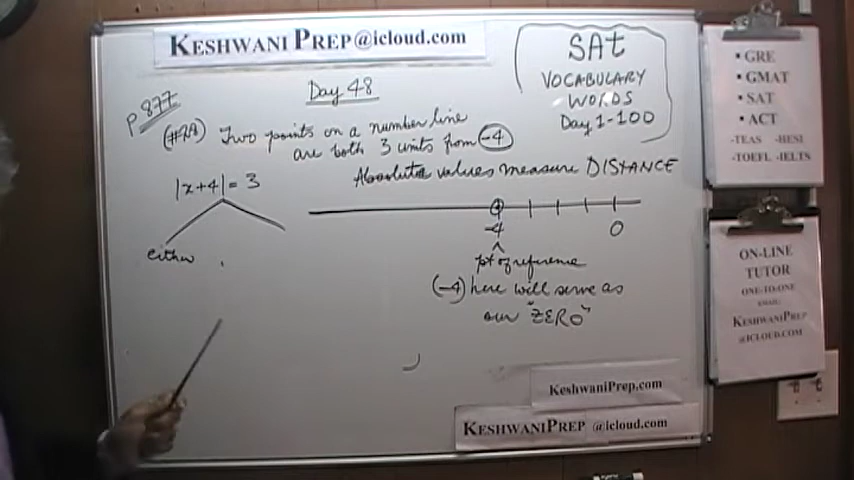 KESHWANI PREP@icloud.com
Day 48
P.877
Two points on a number line
are both 3 units from -4
Absolute values measure DISTANCE
|x+4| = 3
either
-4
0
pt of reference
(-4) here will serve as
our "ZERO"
SAt
VOCABULARY
WORDS
Day 1-100
• GRE
• GMAT
• SAT
• ACT
-TEAS -HESI
-TOEFL -IELTS
ON-LINE
TUTOR
ONE-TO-ONE
EMAIL:
KESHWANIPREP
@ICLOUD.COM
KESHWANIPREP.com
KESHWANIPREP @icloud.com